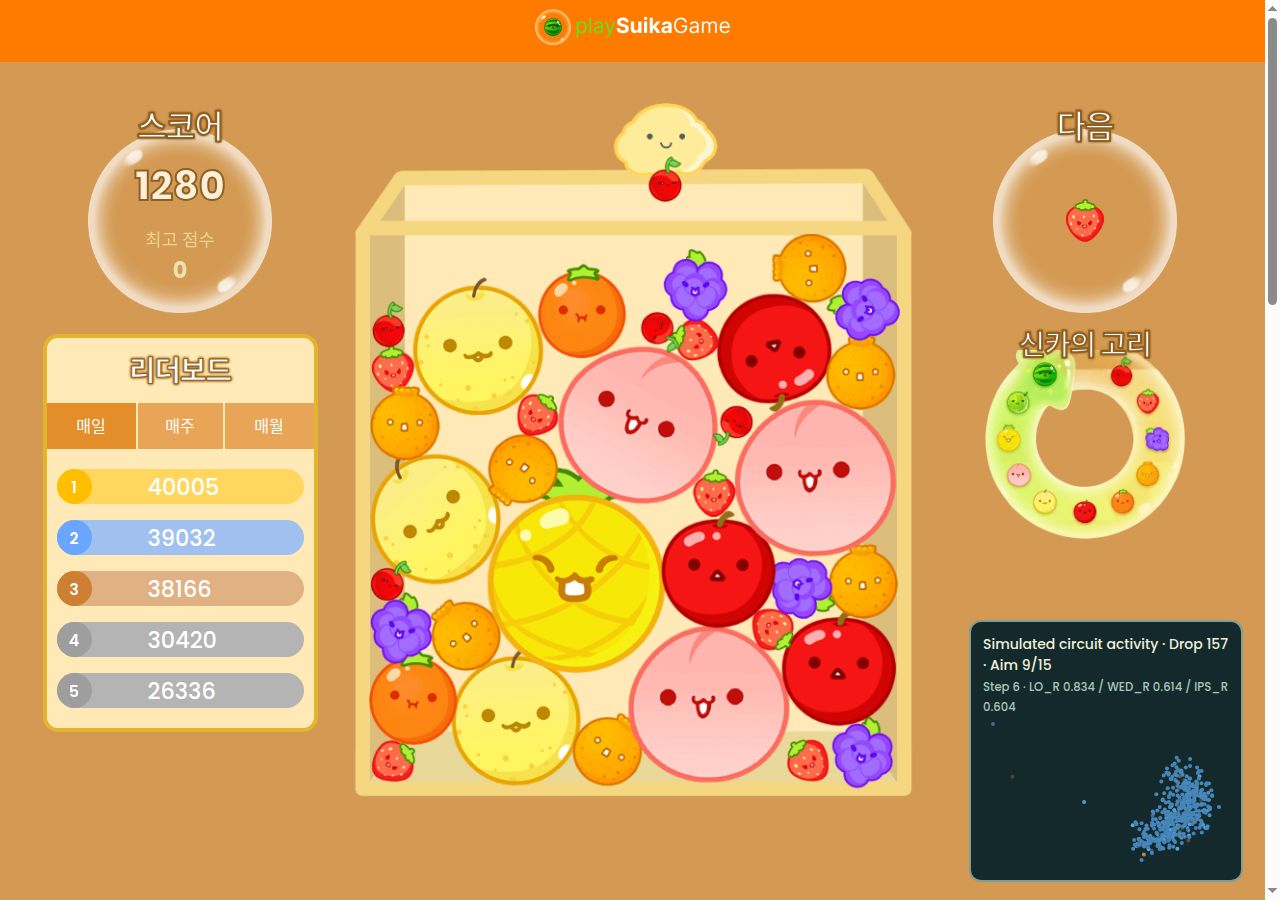 playSuikaGame
스코어
1280
최고 점수
0
리더보드
매일 매주 매월
1 40005
2 39032
3 38166
4 30420
5 26336
다음
신카의 고리
Simulated circuit activity · Drop 157
· Aim 9/15
Step 6 · LO_R 0.834 / WED_R 0.614 / IPS_R
0.604